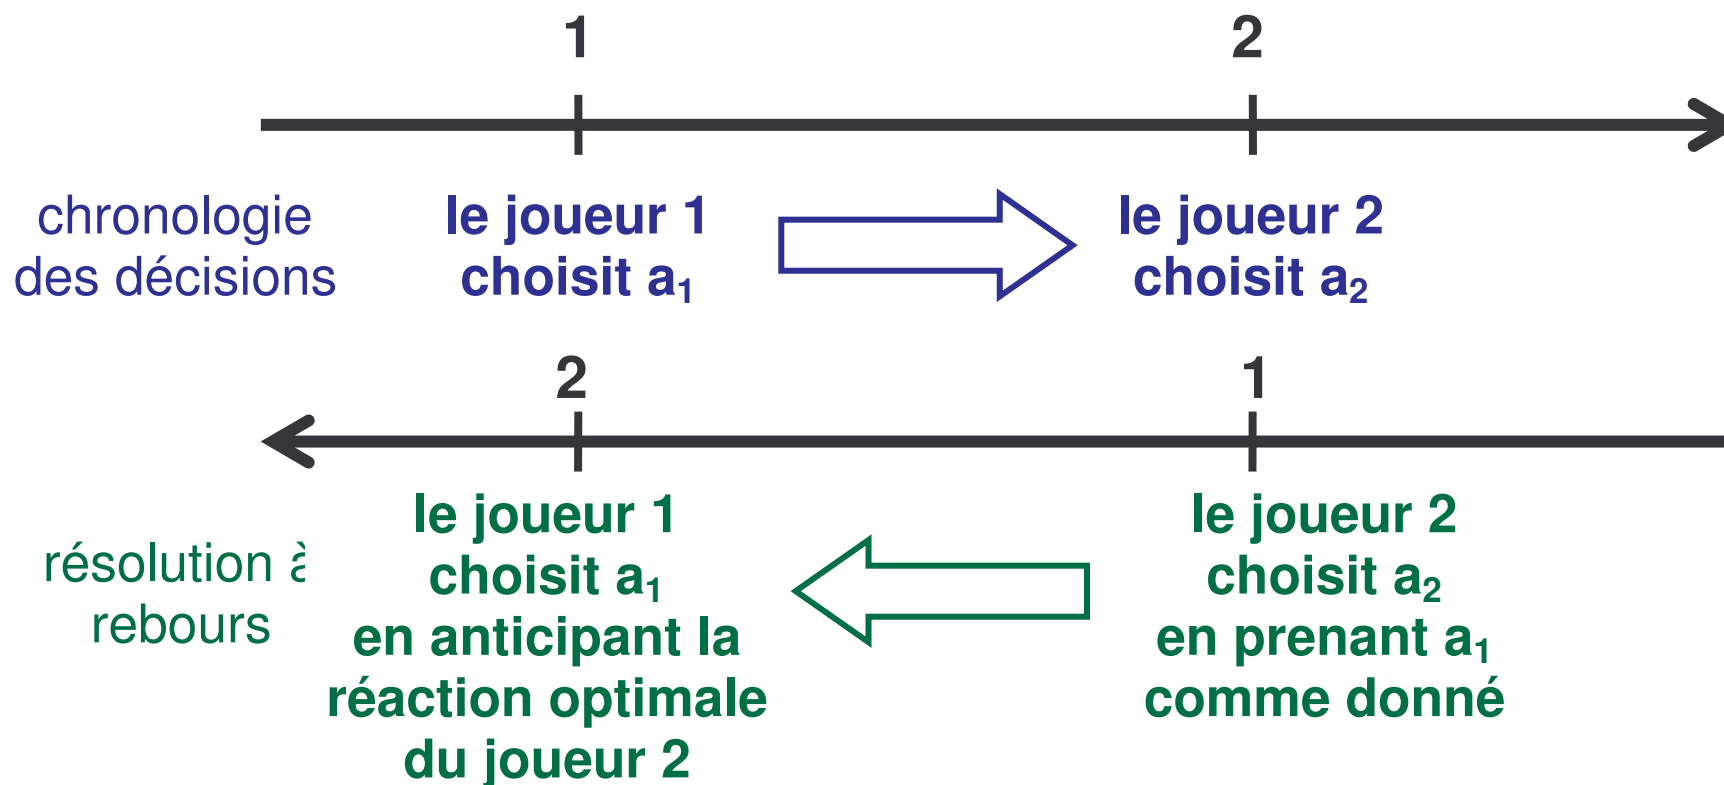 1
2
chronologie
des décisions
le joueur 1
choisit a₁
le joueur 2
choisit a₂
2
1
résolution à
rebours
le joueur 1
choisit a₁
en anticipant la
réaction optimale
du joueur 2
le joueur 2
choisit a₂
en prenant a₁
comme donné